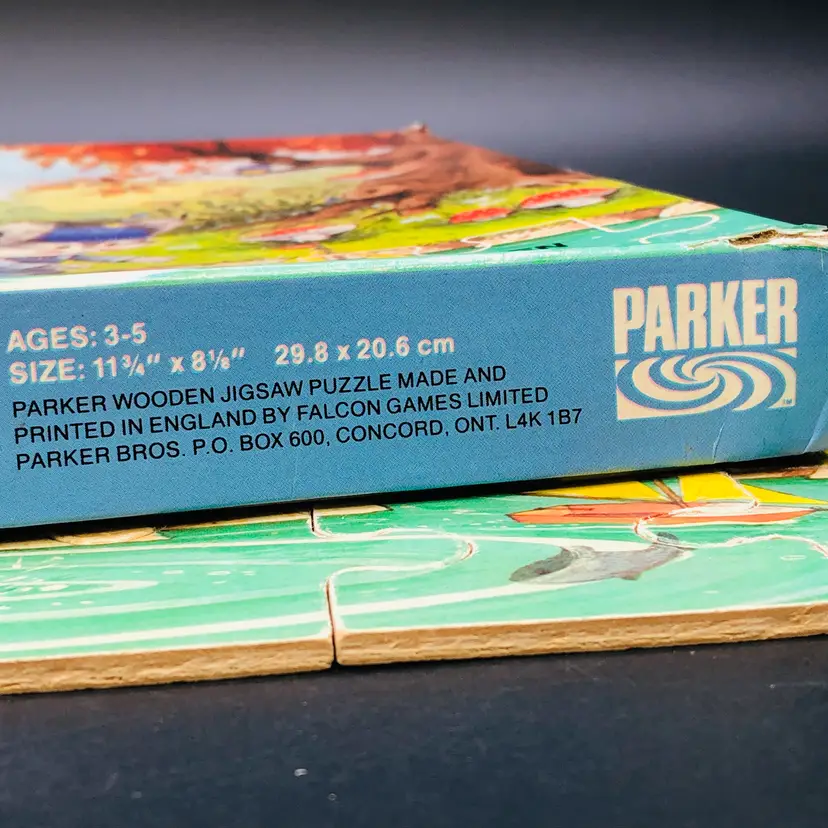 AGES: 3-5
SIZE: 11¾" x 8⅛" 29.8 x 20.6 cm
PARKER WOODEN JIGSAW PUZZLE MADE AND
PRINTED IN ENGLAND BY FALCON GAMES LIMITED
PARKER BROS. P.O. BOX 600, CONCORD, ONT. L4K 1B7
PARKER
TM